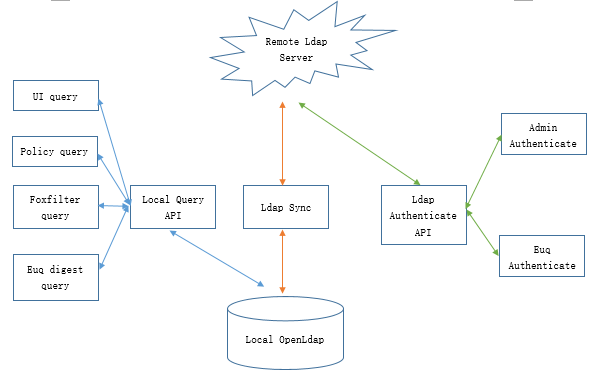 Remote Ldap
Server
UI query
Policy query
Foxfilter
query
Euq digest
query
Local Query
API
Ldap Sync
Ldap
Authenticate
API
Admin
Authenticate
Euq
Authenticate
Local OpenLdap